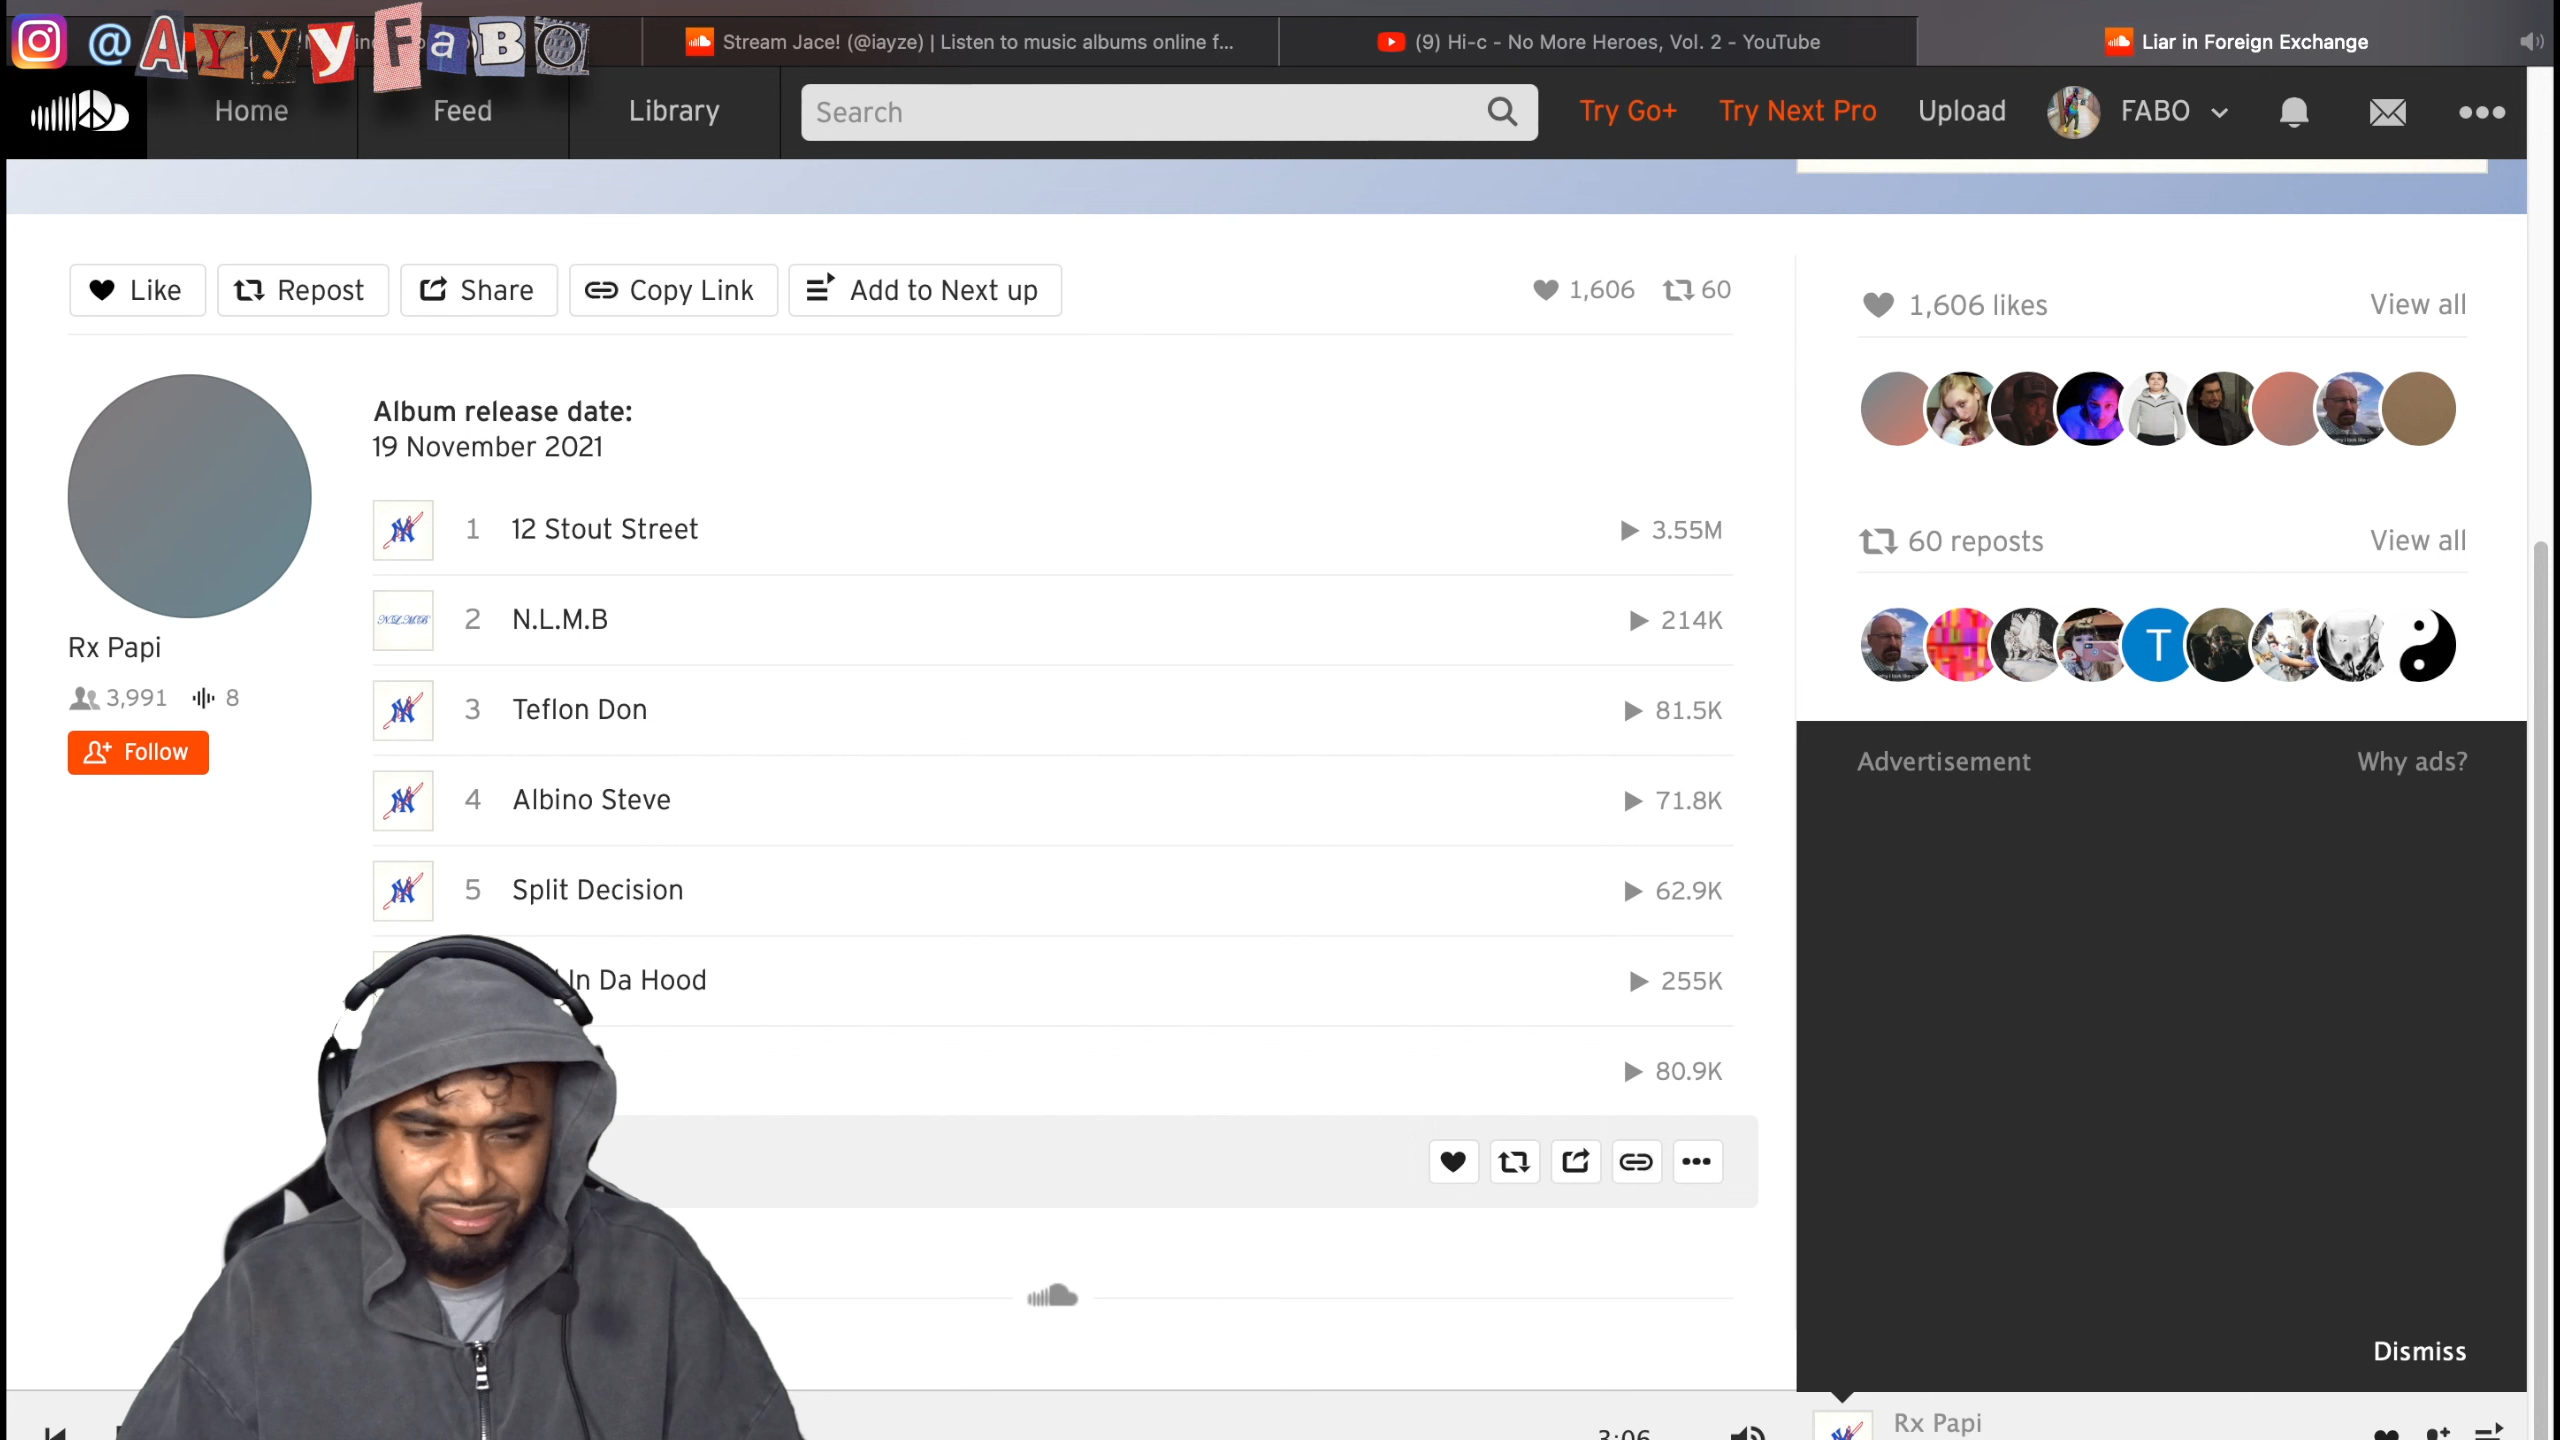 @AYyyFaBO
Stream Jace! (@iayze) | Listen to music albums online f...
(9) Hi-c - No More Heroes, Vol. 2 - YouTube
Liar in Foreign Exchange
Home
Feed
Library
Search
Try Go+
Try Next Pro
Upload
FABO
Like
Repost
Share
Copy Link
Add to Next up
1,606
60
1,606 likes
View all
Album release date:
19 November 2021
1 12 Stout Street 3.55M
N.L.M.B
2 N.L.M.B 214K
60 reposts
View all
T
Rx Papi
3,991 8
Follow
3 Teflon Don 81.5K
4 Albino Steve 71.8K
5 Split Decision 62.9K
In Da Hood 255K
80.9K
Advertisement
Why ads?
Dismiss
3:06
Rx Papi